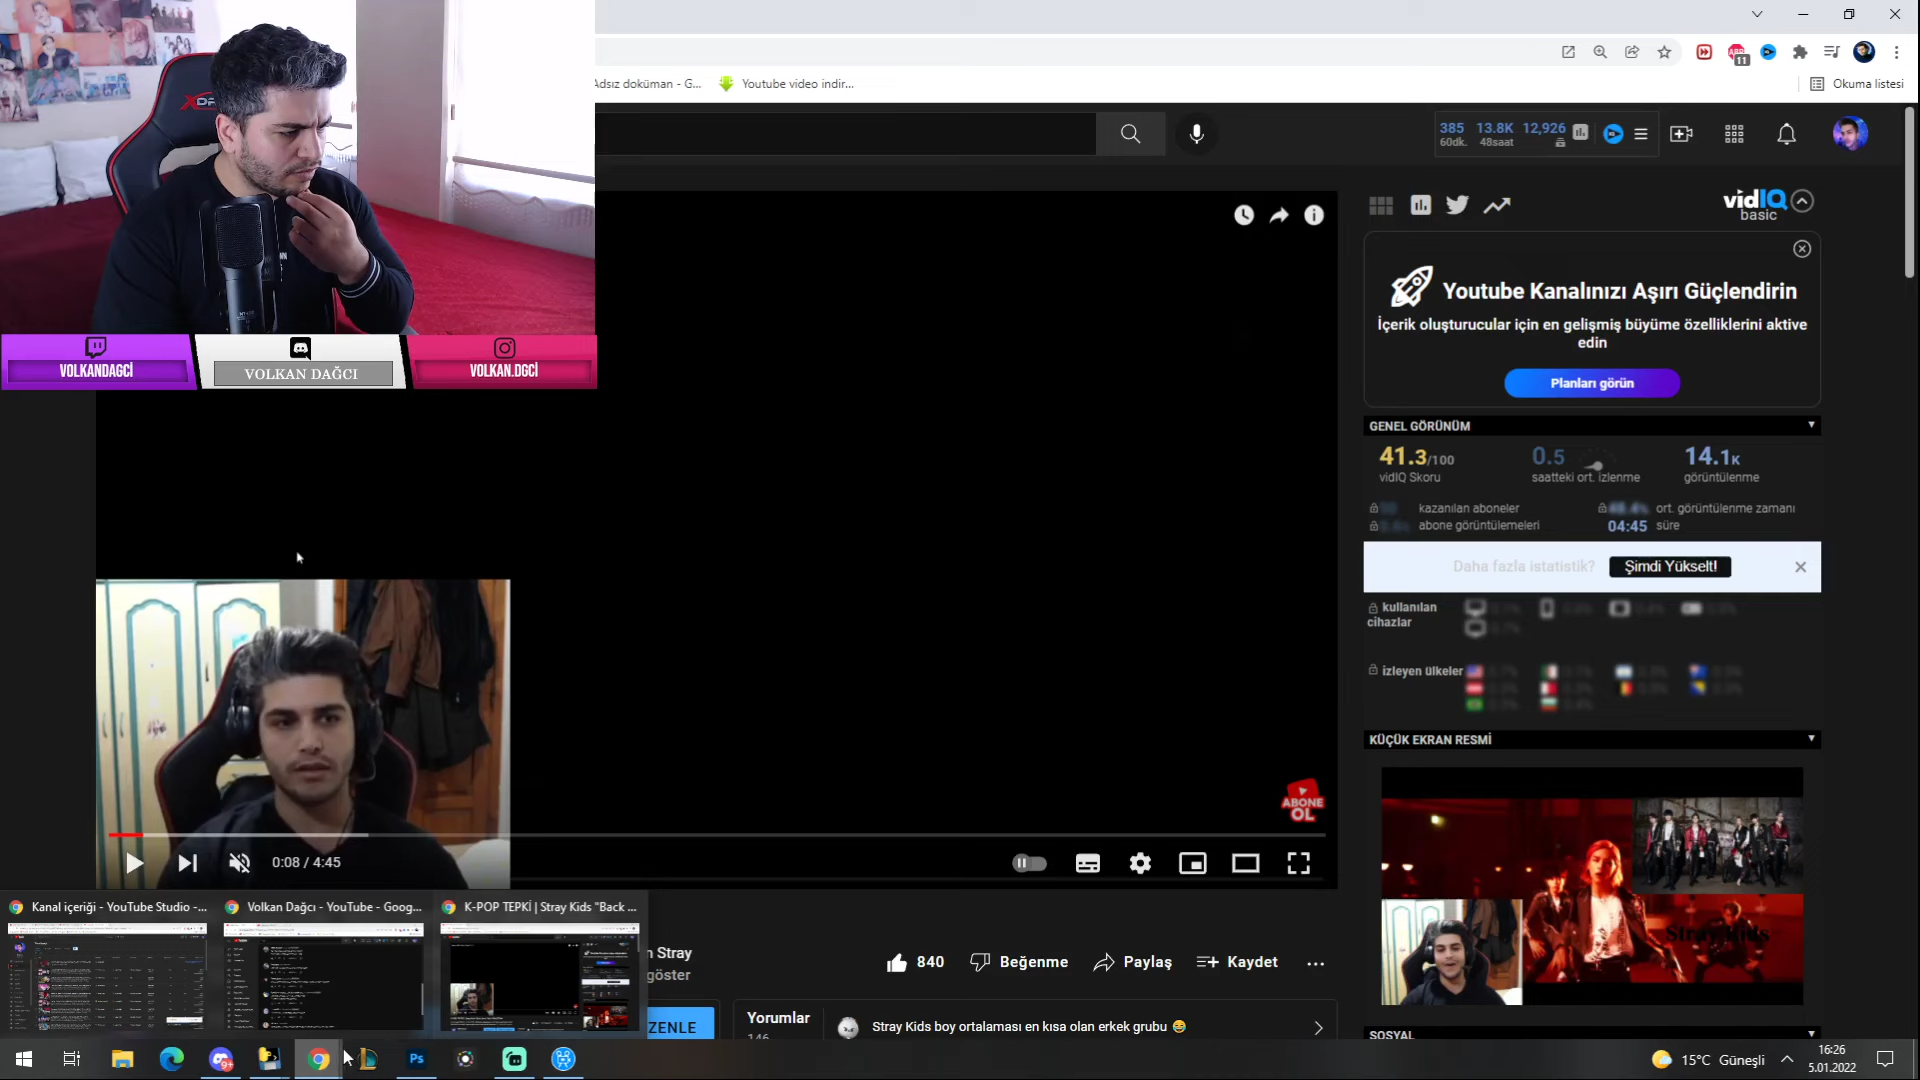 Adsız doküman - G...
Youtube video indir...
Okuma listesi
11
385
13.8K
12,926
60dk.
48saat
VOLKANDAGCİ
VOLKAN DAĞCI
VOLKAN.DGCİ
vidIQ
basic
Youtube Kanalınızı Aşırı Güçlendirin
İçerik oluşturucular için en gelişmiş büyüme özelliklerini aktive
edin
Planları görün
GENEL GÖRÜNÜM
41.3/100
0.5
14.1K
vidIQ Skoru
saatteki ort. izlenme
görüntülenme
kazanılan aboneler
ort. görüntülenme zamanı
abone görüntülemeleri
04:45 süre
Daha fazla istatistik?
Şimdi Yükselt!
kullanılan
cihazlar
izleyen ülkeler
KÜÇÜK EKRAN RESMİ
Stray Kids
SOSYAL
ABONE
OL
0:08 / 4:45
Kanal içeriği - YouTube Studio -...
Volkan Dağcı - YouTube - Goog...
K-POP TEPKİ | Stray Kids "Back ...
n Stray
göster
840
Beğenme
Paylaş
Kaydet
ZENLE
Yorumlar
146
Stray Kids boy ortalaması en kısa olan erkek grubu 😂
9+
Ps
15°C Güneşli
16:26
5.01.2022